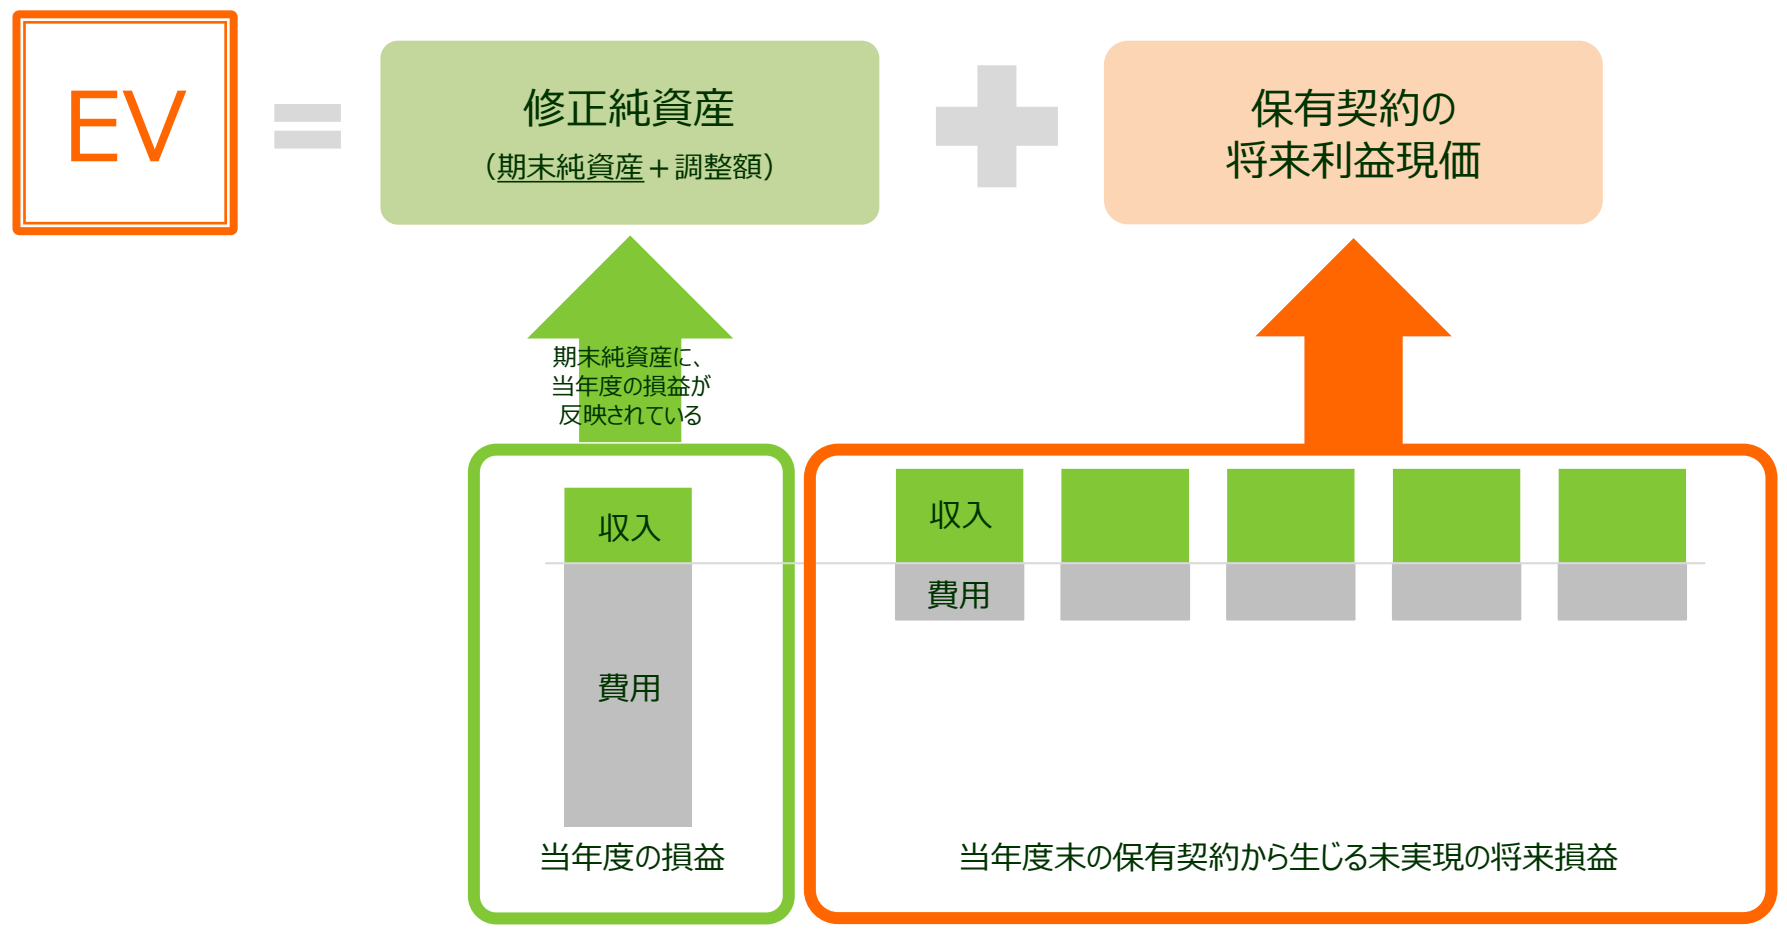 EV
=
修正純資産
（期末純資産＋調整額）
+
保有契約の
将来利益現価
期末純資産に、
当年度の損益が
反映されている
収入
費用
当年度の損益
収入
費用
当年度末の保有契約から生じる未実現の将来損益